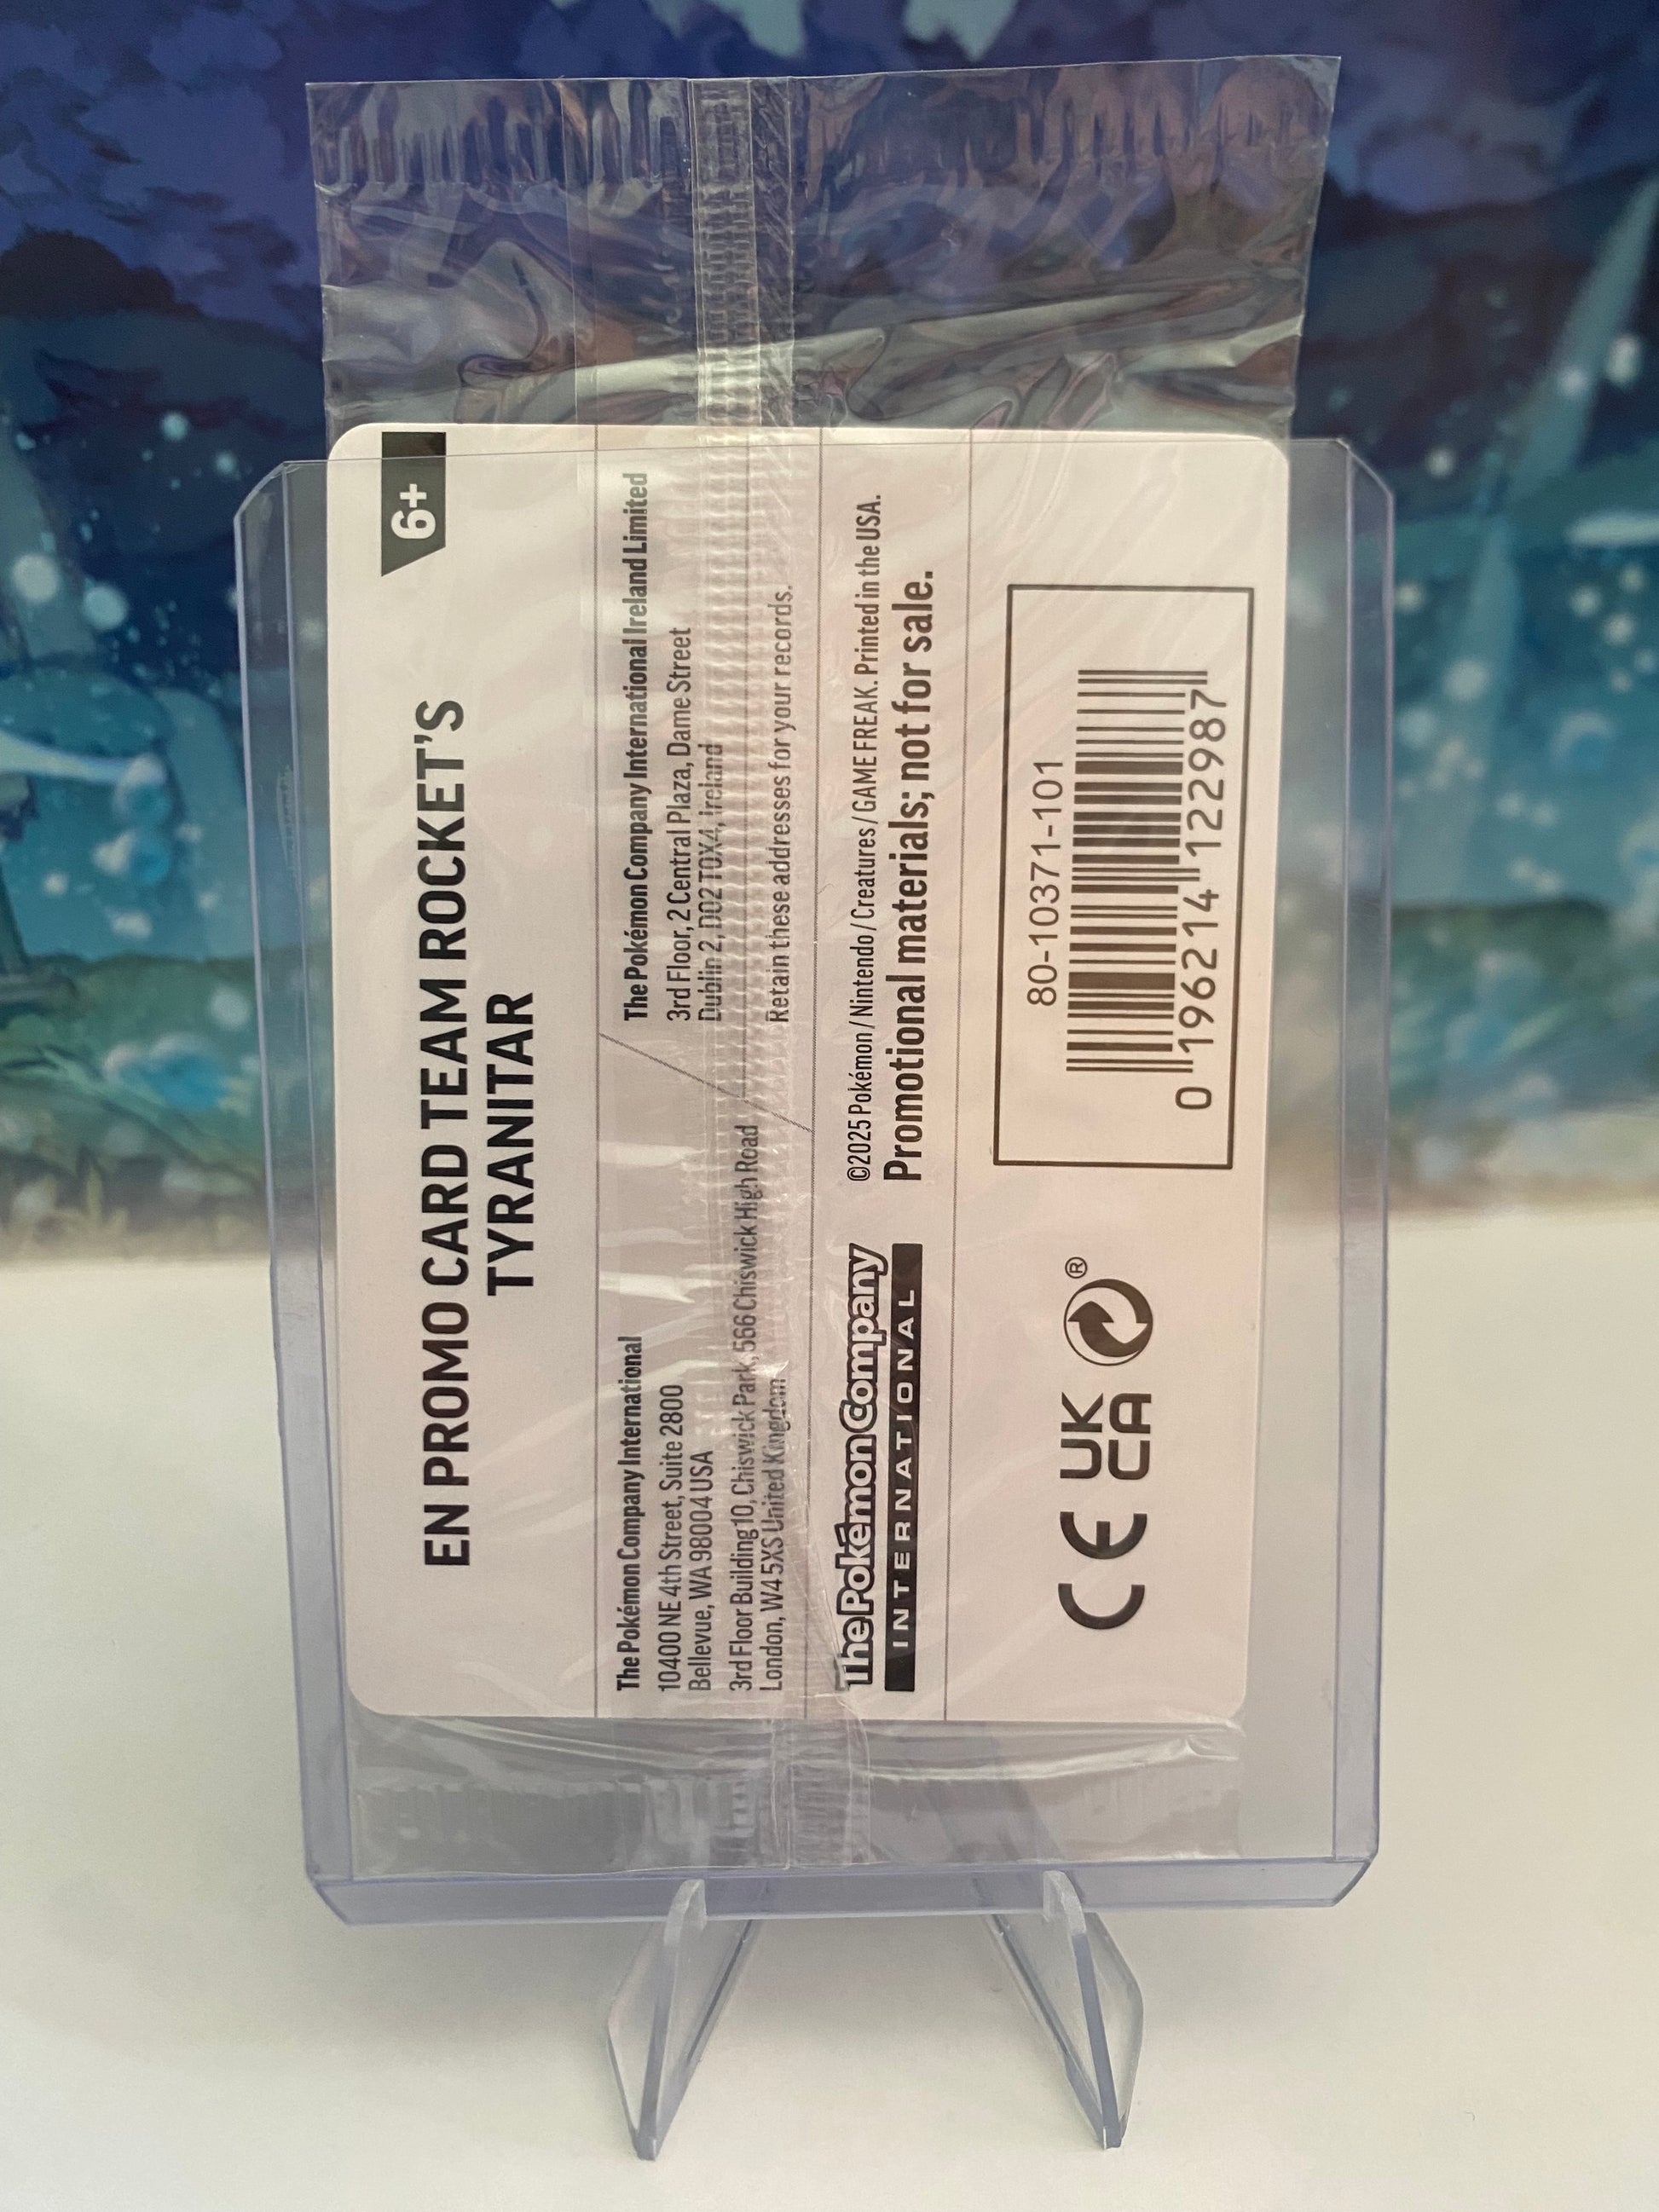 6+
EN PROMO CARD TEAM ROCKET'S
TYRANITAR
The Pokémon Company International
10400 NE 4th Street, Suite 2800
Bellevue, WA 98004 USA
3rd Floor Building 10, Chiswick Park, 566 Chiswick High Road
London, W4 5XS United Kingdom
The Pokémon Company International Ireland Limited
3rd Floor, 2 Central Plaza, Dame Street
Dublin 2, D02 T0X4, Ireland
Retain these addresses for your records.
The Pokémon Company
INTERNATIONAL
©2025 Pokémon / Nintendo / Creatures / GAME FREAK. Printed in the USA.
Promotional materials; not for sale.
CE UK
CA ®
80-10371-101
0 196214 122987